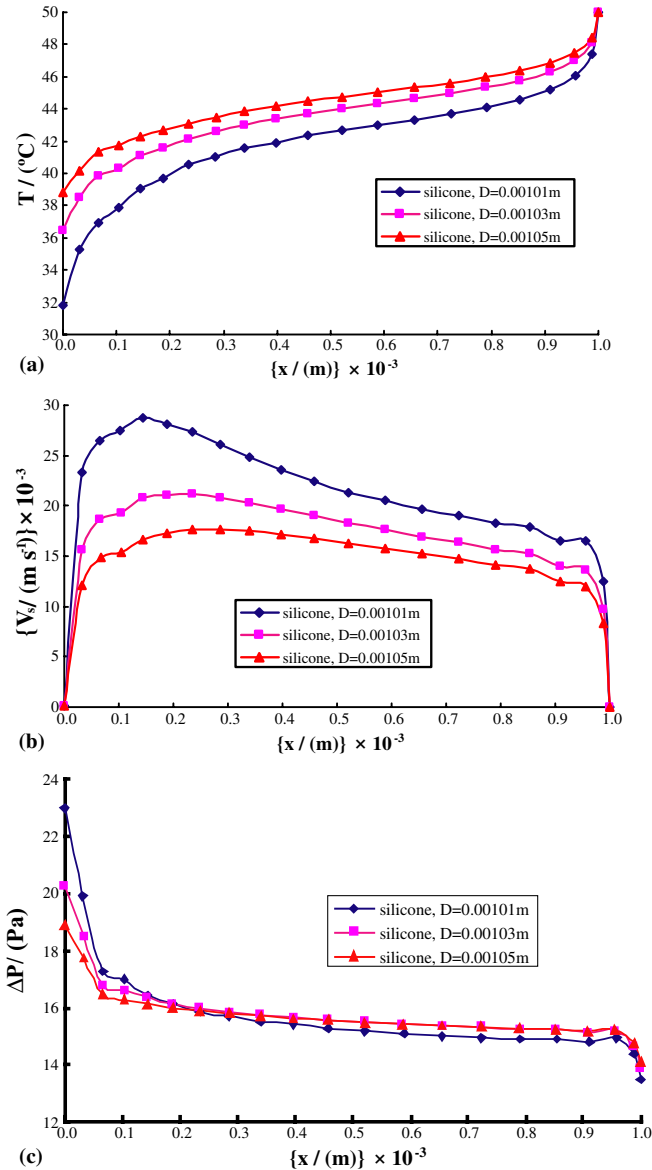 50
48
46
44
42
40
38
36
34
32
30
T / (ºC)
silicone, D=0.00101m
silicone, D=0.00103m
silicone, D=0.00105m
0.0 0.1 0.2 0.3 0.4 0.5 0.6 0.7 0.8 0.9 1.0
(a) {x / (m)} × 10⁻³
30
25
20
15
10
5
0
{Vs/ (m s⁻¹)} × 10⁻³
silicone, D=0.00101m
silicone, D=0.00103m
silicone, D=0.00105m
0.0 0.1 0.2 0.3 0.4 0.5 0.6 0.7 0.8 0.9 1.0
(b) {x / (m)} × 10⁻³
24
22
20
18
16
14
12
ΔP/ (Pa)
silicone, D=0.00101m
silicone, D=0.00103m
silicone, D=0.00105m
0.0 0.1 0.2 0.3 0.4 0.5 0.6 0.7 0.8 0.9 1.0
(c) {x / (m)} × 10⁻³